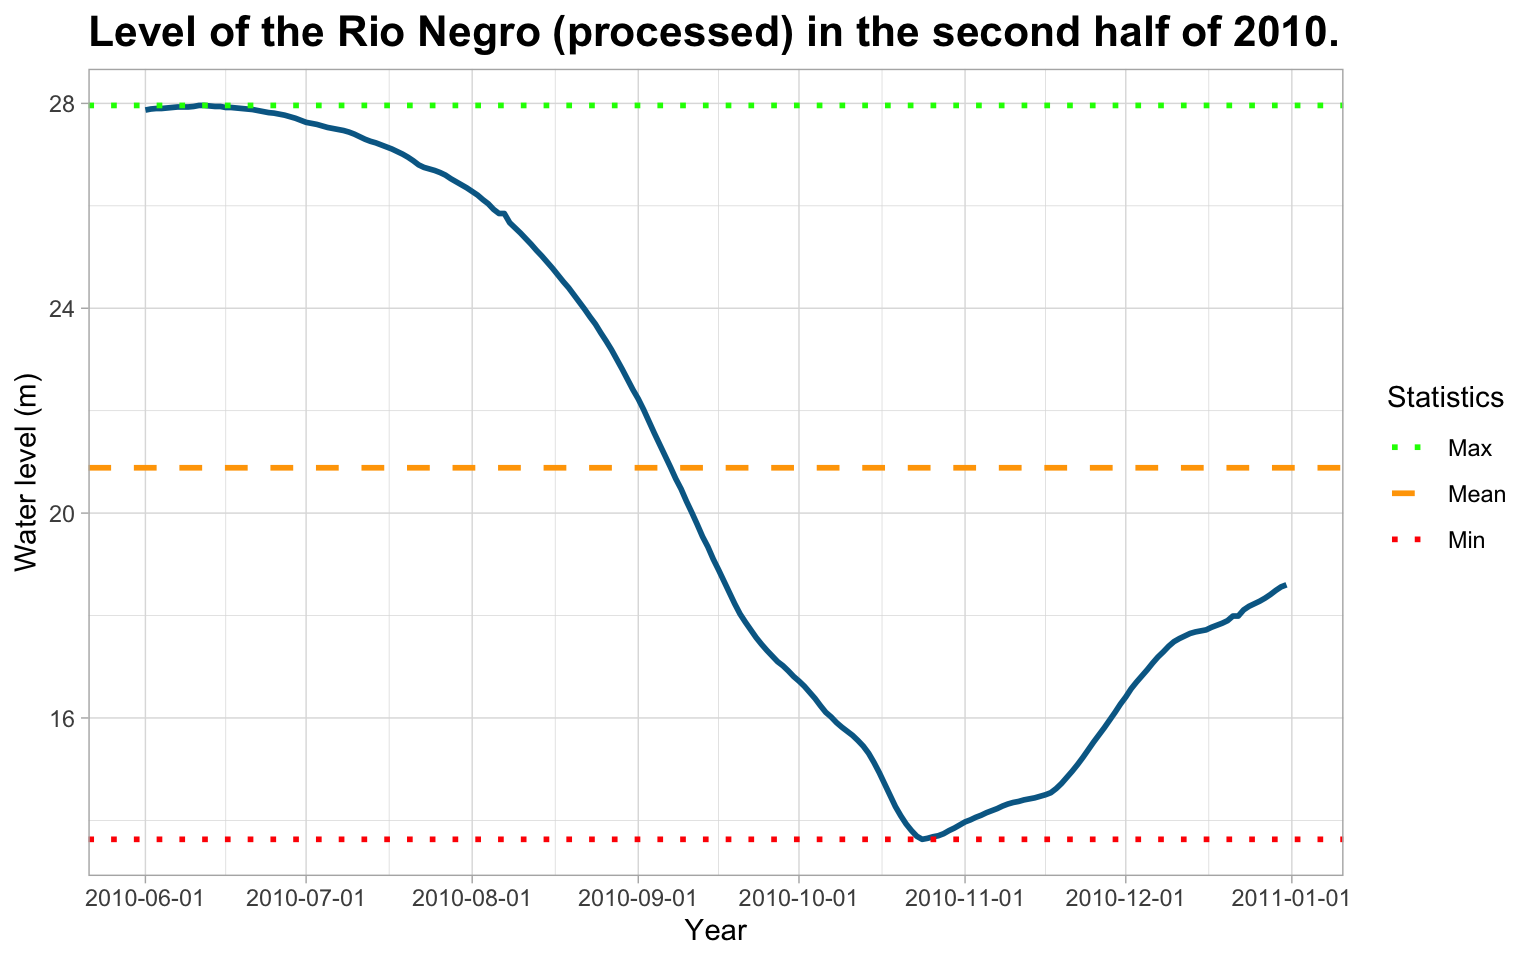 Level of the Rio Negro (processed) in the second half of 2010.
28
24
20
16
Water level (m)
2010-06-01 2010-07-01 2010-08-01 2010-09-01 2010-10-01 2010-11-01 2010-12-01 2011-01-01
Year
Statistics
Max
Mean
Min